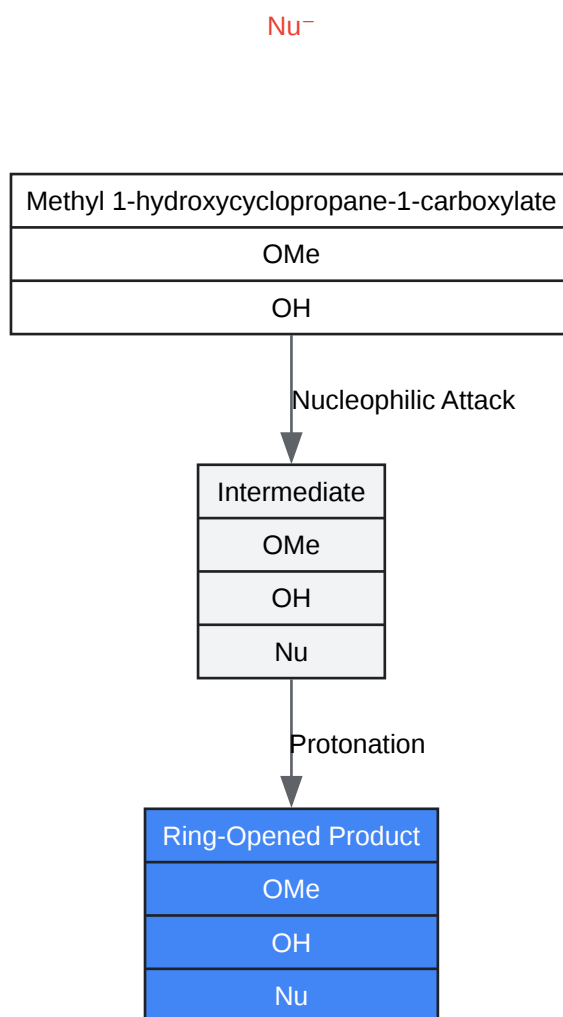 Nu⁻
Methyl 1-hydroxycyclopropane-1-carboxylate
OMe
OH
Nucleophilic Attack
Intermediate
OMe
OH
Nu
Protonation
Ring-Opened Product
OMe
OH
Nu